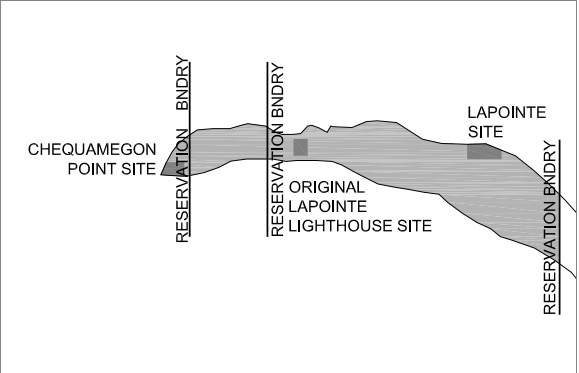 RESERVATION BNDRY
RESERVATION BNDRY
LAPOINTE
SITE
CHEQUAMEGON
POINT SITE
RESERVATION BNDRY
ORIGINAL
LAPOINTE
LIGHTHOUSE SITE